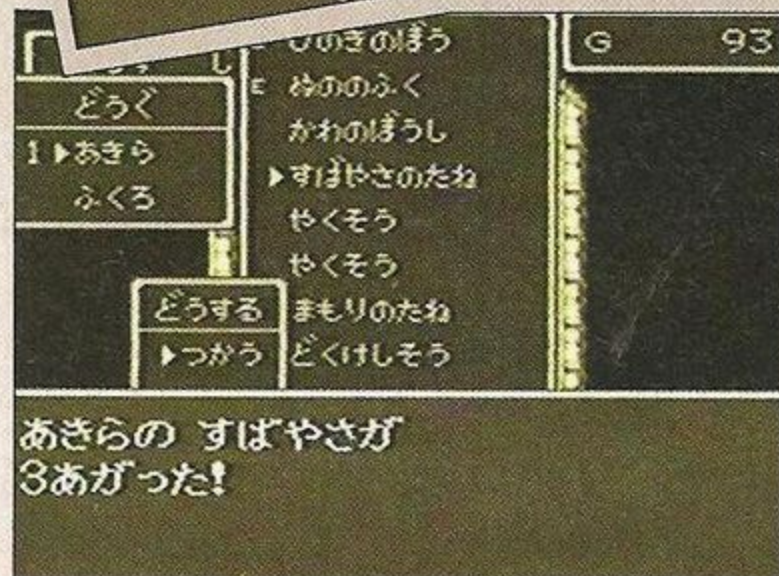 どうぐ
1 ▶あきら
ふくろ
ひのきのぼう
E ぬののふく
かわのぼうし
▶すばやさのたね
やくそう
やくそう
まもりのたね
どくけしそう
どうする
▶つかう
G 93
あきらの すばやさが
3あがった!